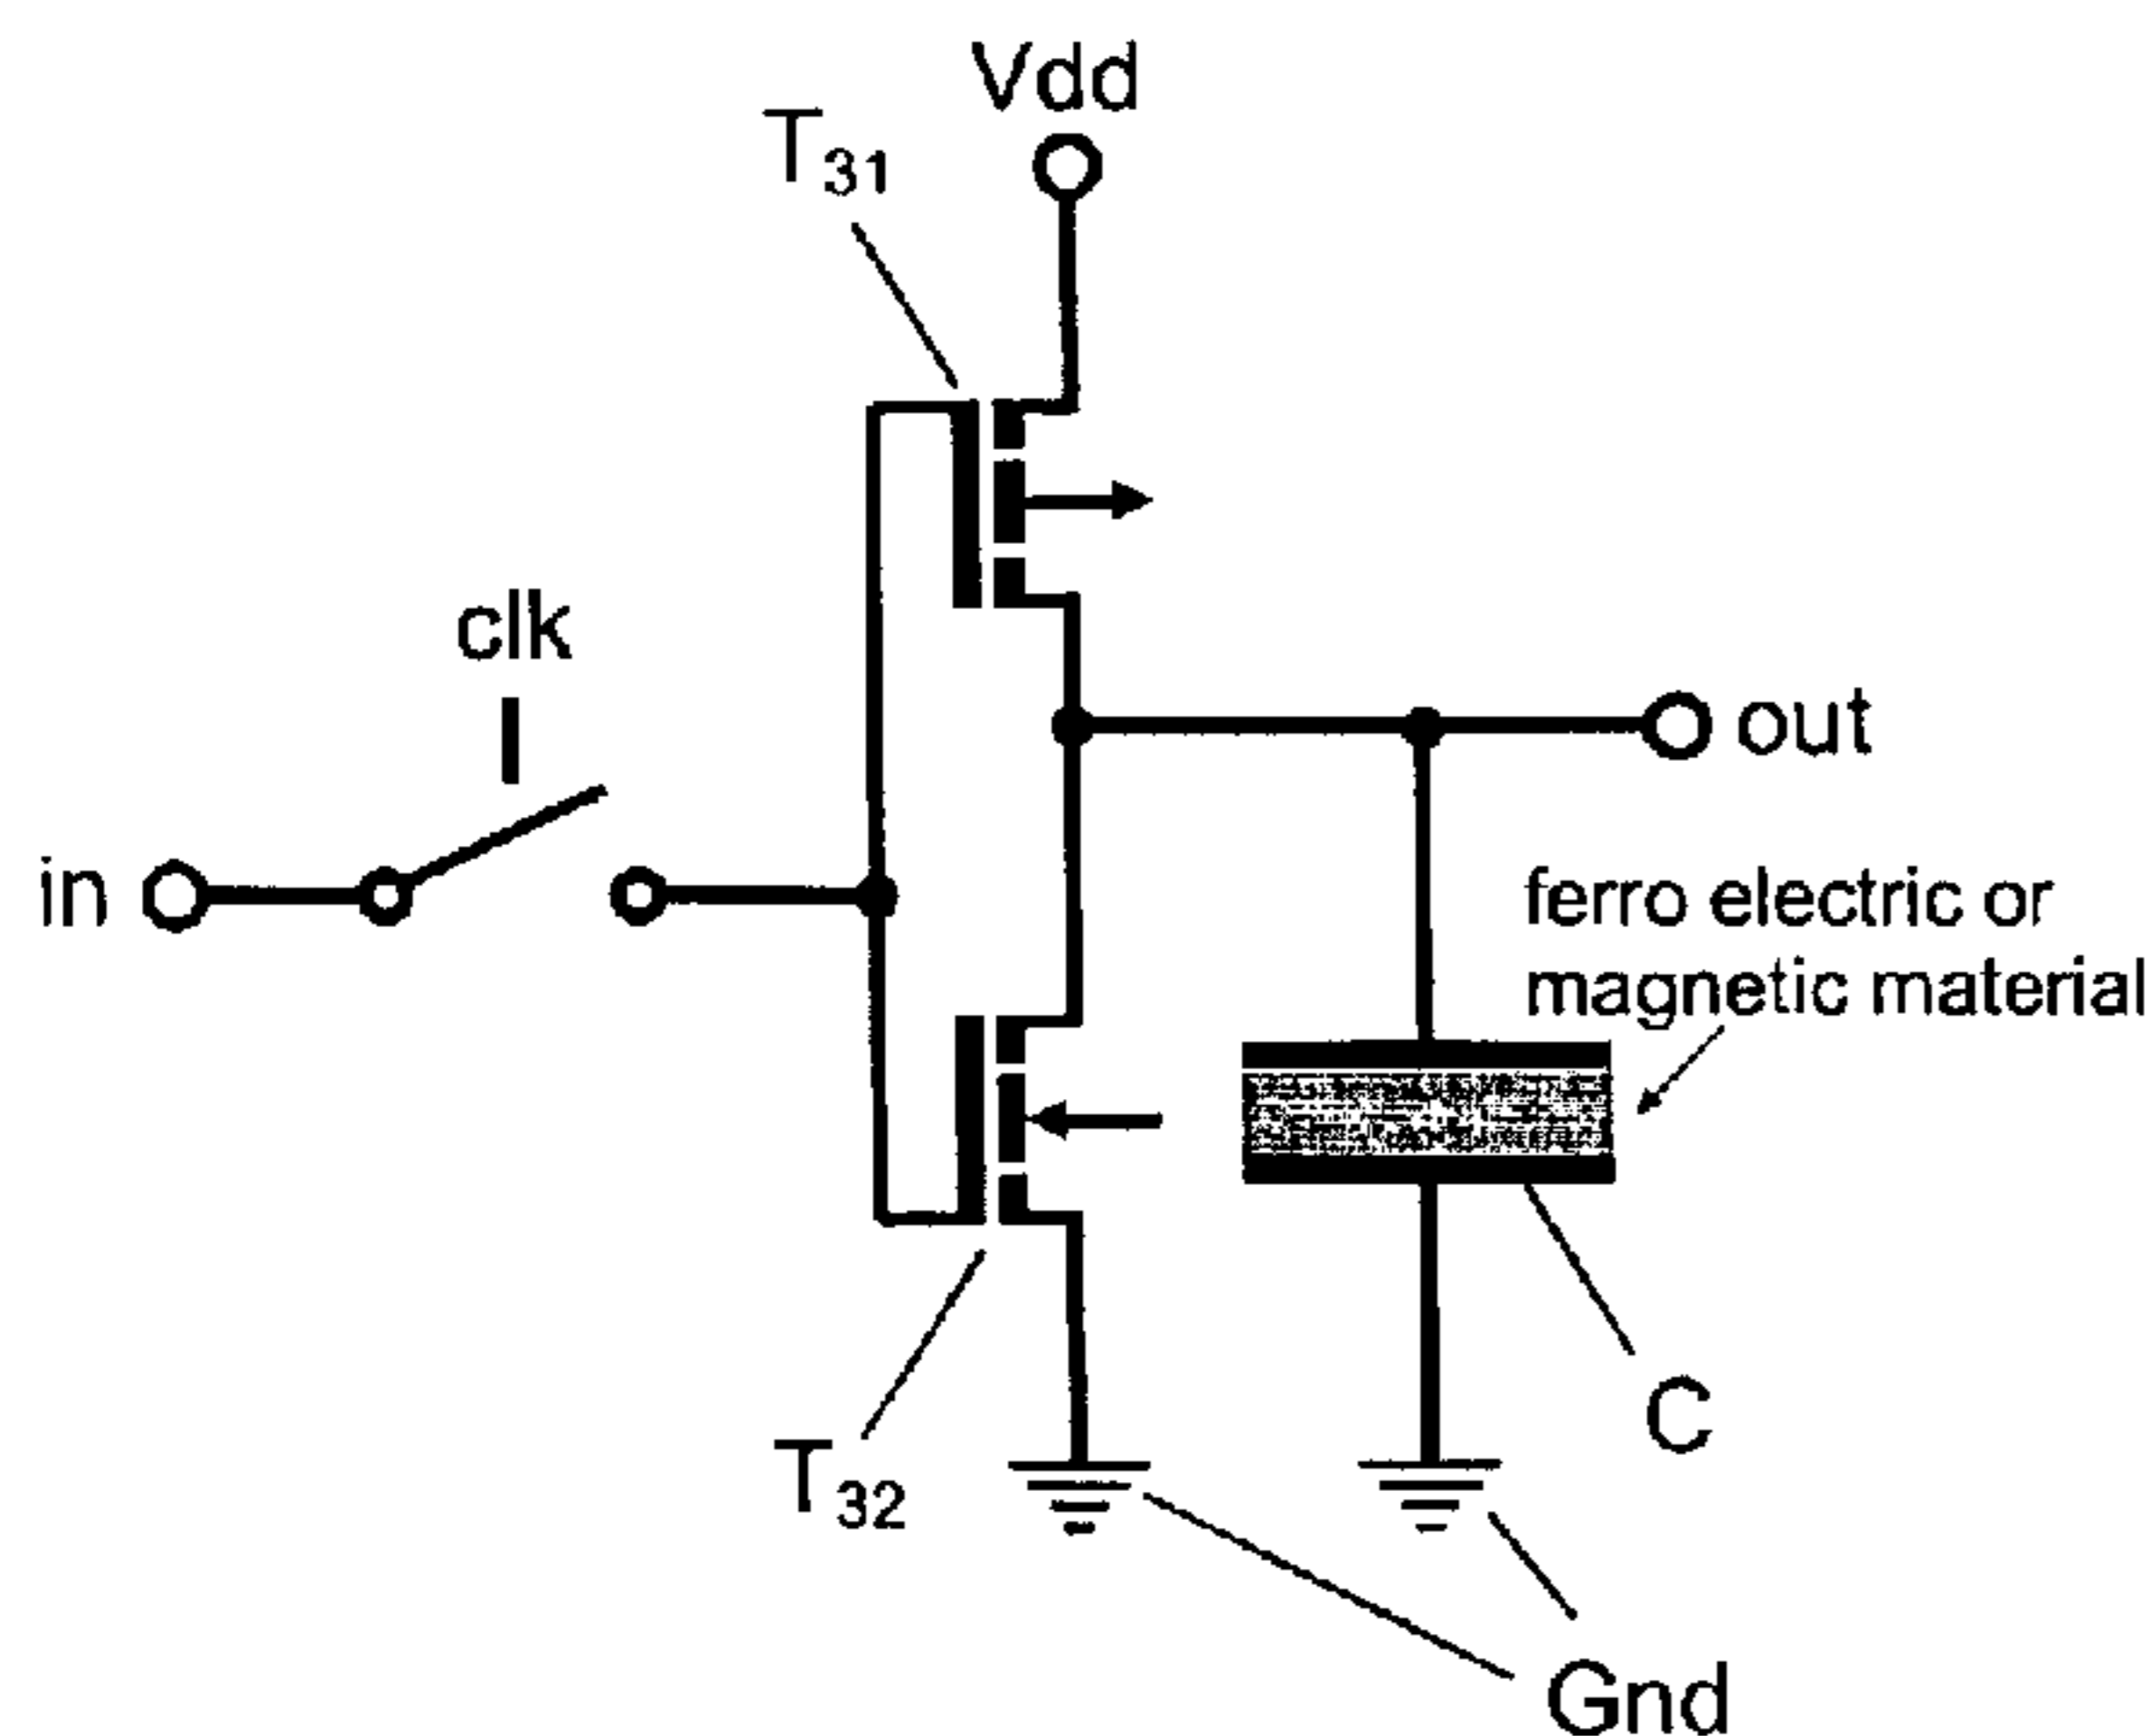 Vdd
T31
clk
out
in
ferro electric or
magnetic material
C
T32
Gnd